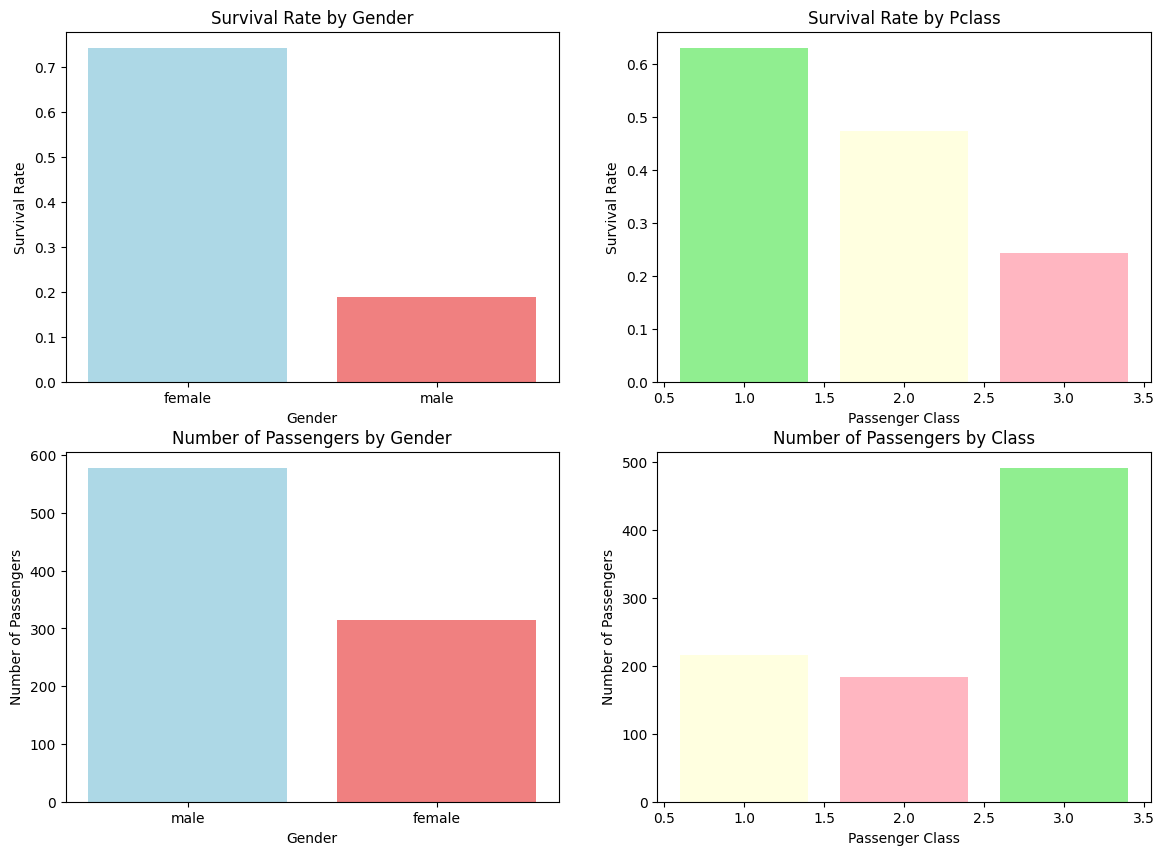 Survival Rate by Gender
Survival Rate
0.7
0.6
0.5
0.4
0.3
0.2
0.1
0.0
female male
Gender
Survival Rate by Pclass
Survival Rate
0.6
0.5
0.4
0.3
0.2
0.1
0.0
0.5 1.0 1.5 2.0 2.5 3.0 3.5
Passenger Class
Number of Passengers by Gender
Number of Passengers
600
500
400
300
200
100
0
male female
Gender
Number of Passengers by Class
Number of Passengers
500
400
300
200
100
0
0.5 1.0 1.5 2.0 2.5 3.0 3.5
Passenger Class